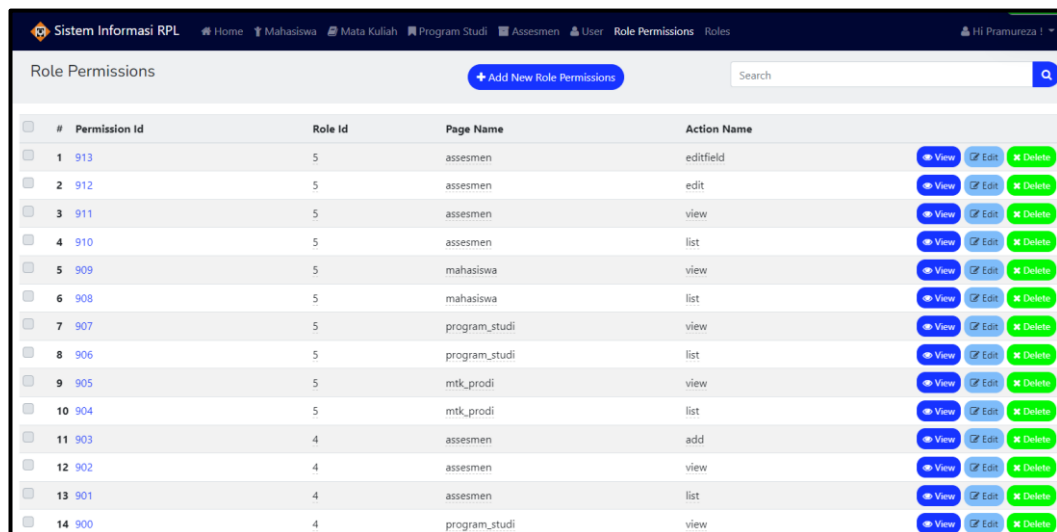 Sistem Informasi RPL Home Mahasiswa Mata Kuliah Program Studi Assesmen User Role Permissions Roles Hi Pramureza !
Role Permissions + Add New Role Permissions Search
# Permission Id Role Id Page Name Action Name
1 913 5 assesmen editfield View Edit Delete
2 912 5 assesmen edit View Edit Delete
3 911 5 assesmen view View Edit Delete
4 910 5 assesmen list View Edit Delete
5 909 5 mahasiswa view View Edit Delete
6 908 5 mahasiswa list View Edit Delete
7 907 5 program_studi view View Edit Delete
8 906 5 program_studi list View Edit Delete
9 905 5 mtk_prodi view View Edit Delete
10 904 5 mtk_prodi list View Edit Delete
11 903 4 assesmen add View Edit Delete
12 902 4 assesmen view View Edit Delete
13 901 4 assesmen list View Edit Delete
14 900 4 program_studi view View Edit Delete